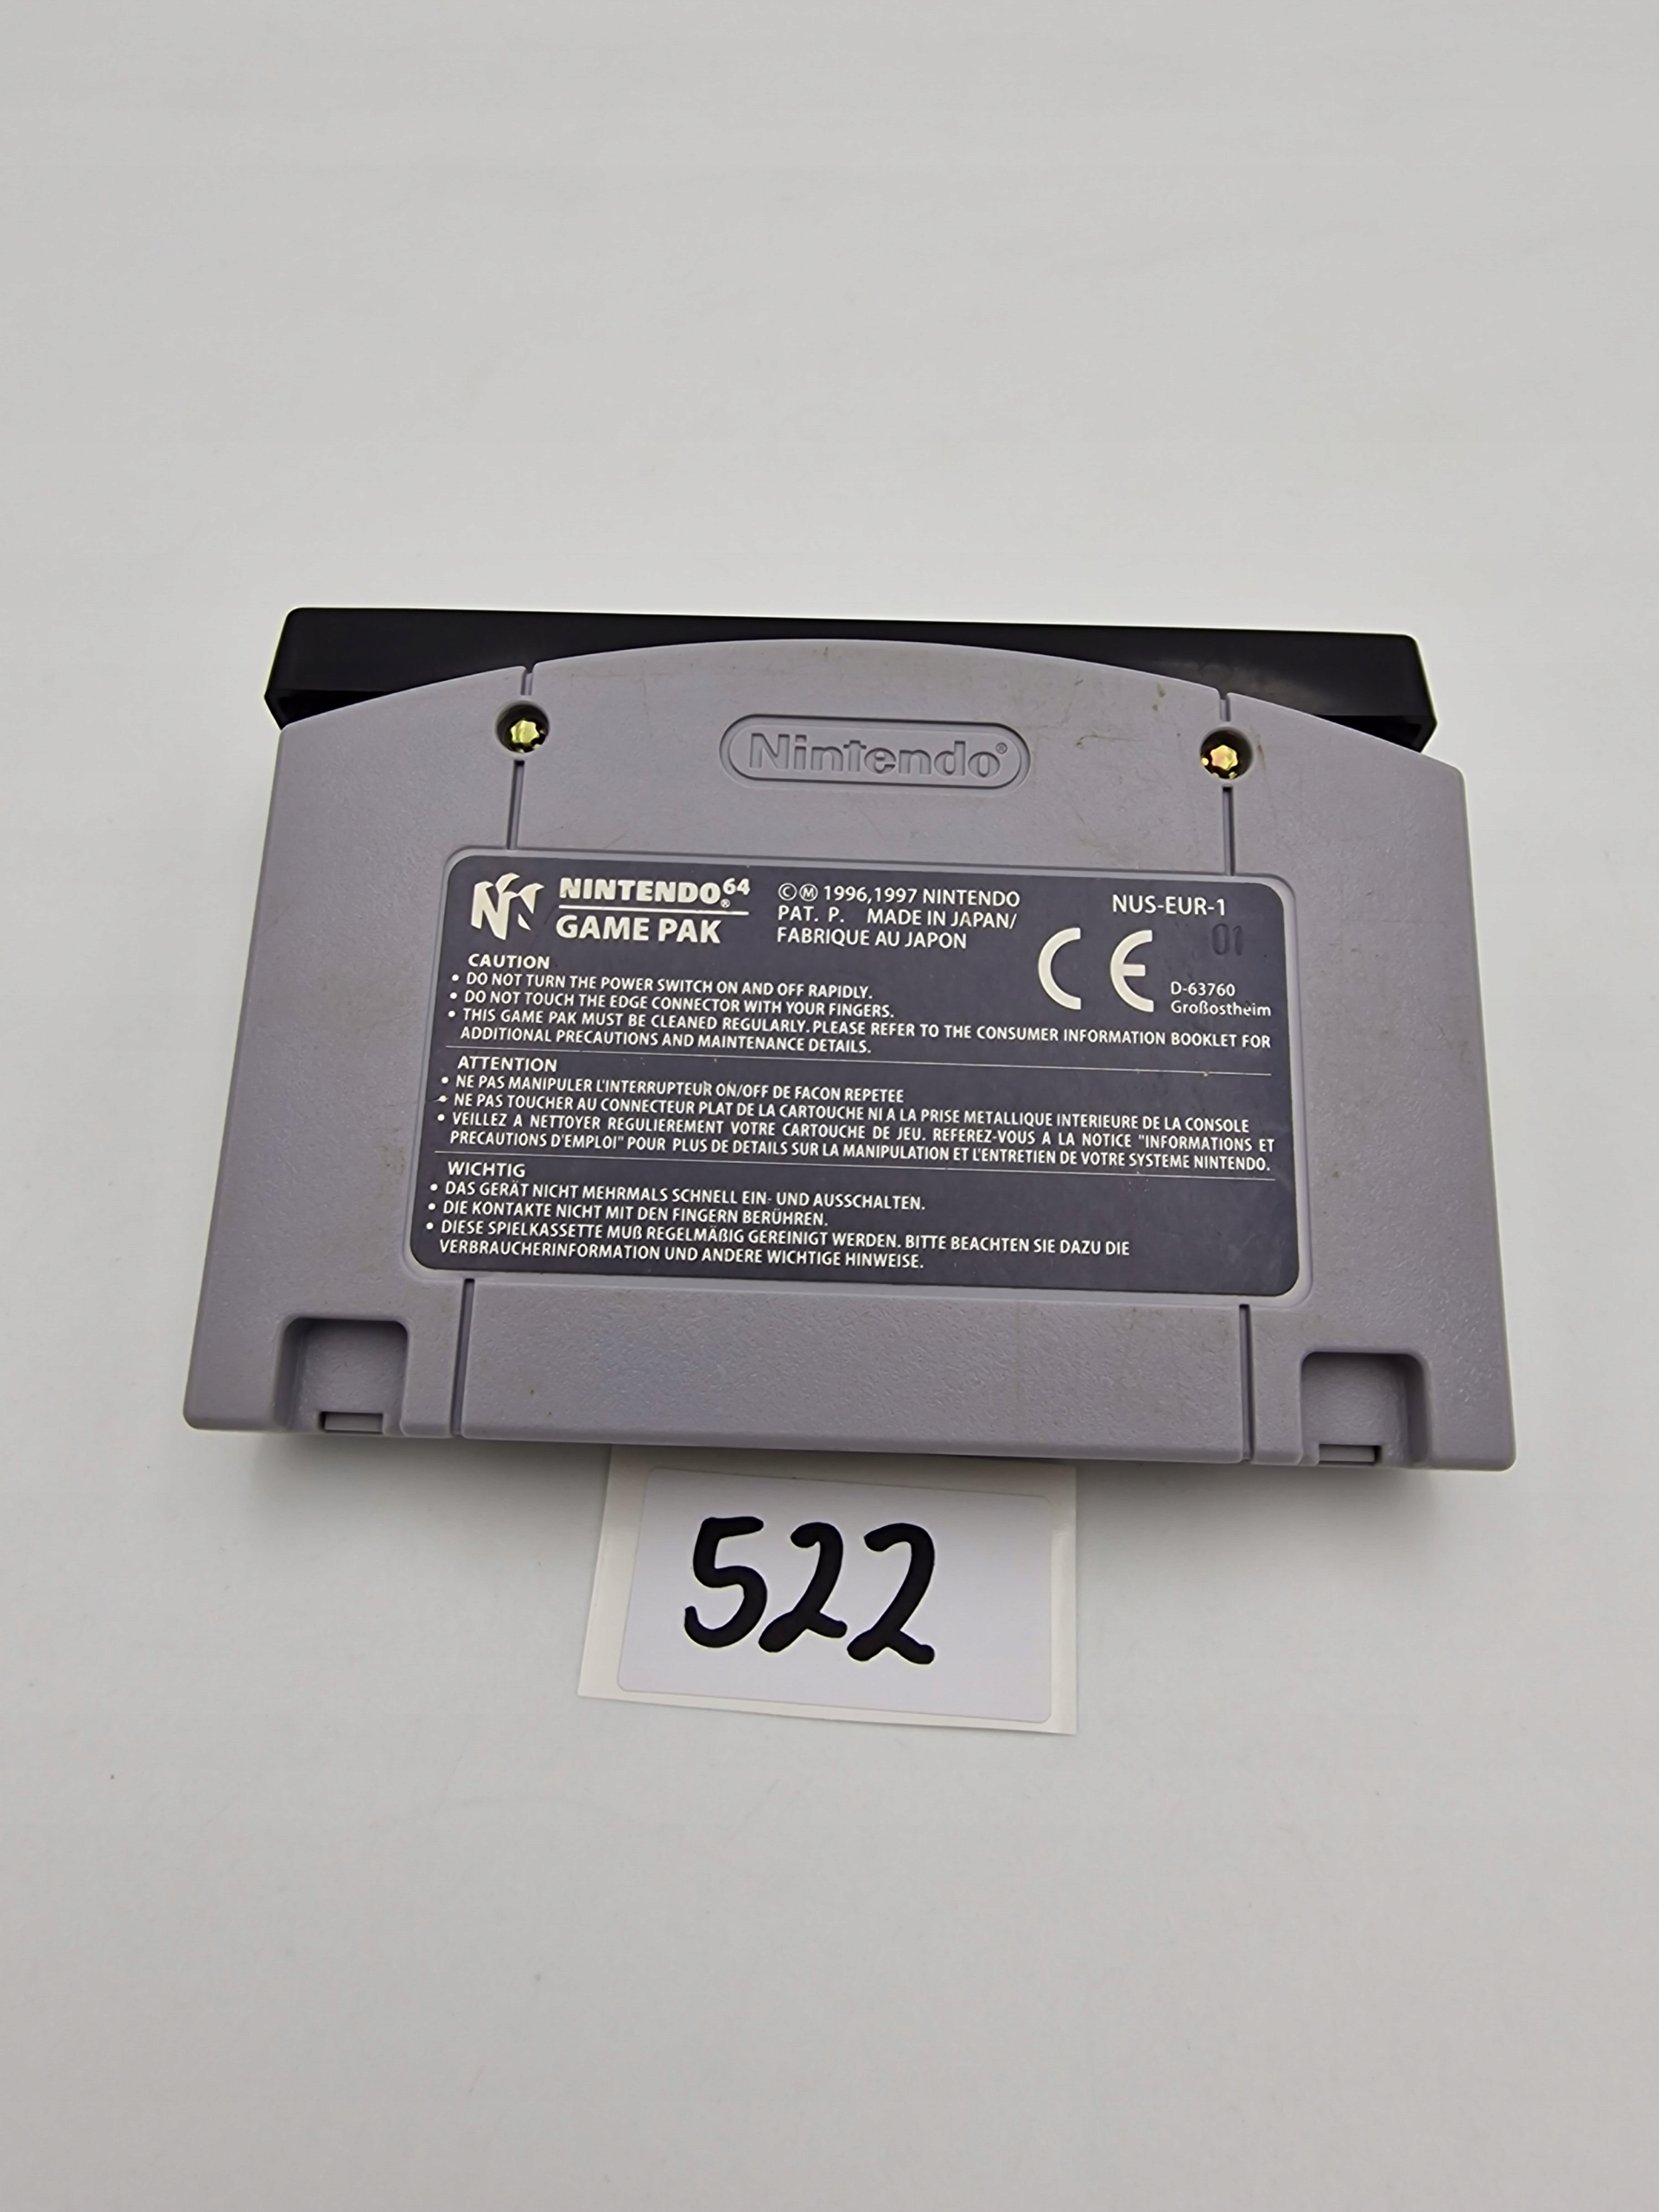 Nintendo®
NINTENDO64®
GAME PAK
©Ⓜ 1996,1997 NINTENDO
PAT. P. MADE IN JAPAN/
FABRIQUE AU JAPON
NUS-EUR-1
01
CE
D-63760
Großostheim
CAUTION
• DO NOT TURN THE POWER SWITCH ON AND OFF RAPIDLY.
• DO NOT TOUCH THE EDGE CONNECTOR WITH YOUR FINGERS.
• THIS GAME PAK MUST BE CLEANED REGULARLY. PLEASE REFER TO THE CONSUMER INFORMATION BOOKLET FOR
ADDITIONAL PRECAUTIONS AND MAINTENANCE DETAILS.
ATTENTION
• NE PAS MANIPULER L'INTERRUPTEUR ON/OFF DE FACON REPETEE
• NE PAS TOUCHER AU CONNECTEUR PLAT DE LA CARTOUCHE NI A LA PRISE METALLIQUE INTERIEURE DE LA CONSOLE
• VEILLEZ A NETTOYER REGULIEREMENT VOTRE CARTOUCHE DE JEU. REFEREZ-VOUS A LA NOTICE "INFORMATIONS ET
PRECAUTIONS D'EMPLOI" POUR PLUS DE DETAILS SUR LA MANIPULATION ET L'ENTRETIEN DE VOTRE SYSTEME NINTENDO.
WICHTIG
• DAS GERÄT NICHT MEHRMALS SCHNELL EIN- UND AUSSCHALTEN.
• DIE KONTAKTE NICHT MIT DEN FINGERN BERÜHREN.
• DIESE SPIELKASSETTE MUß REGELMÄßIG GEREINIGT WERDEN. BITTE BEACHTEN SIE DAZU DIE
VERBRAUCHERINFORMATION UND ANDERE WICHTIGE HINWEISE.
522